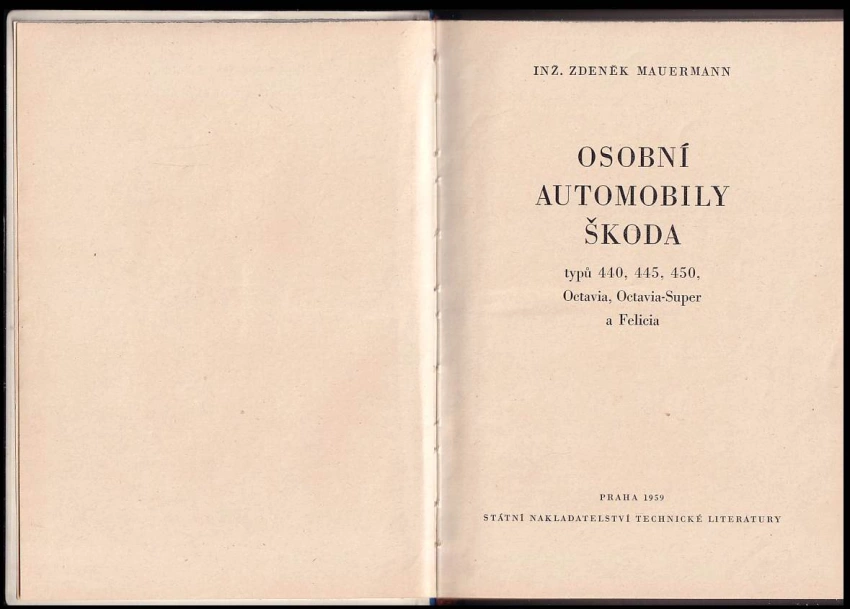 INŽ. ZDENĚK MAUERMANN
OSOBNÍ
AUTOMOBILY
ŠKODA
typů 440, 445, 450,
Octavia, Octavia-Super
a Felicia
PRAHA 1959
STÁTNÍ NAKLADATELSTVÍ TECHNICKÉ LITERATURY